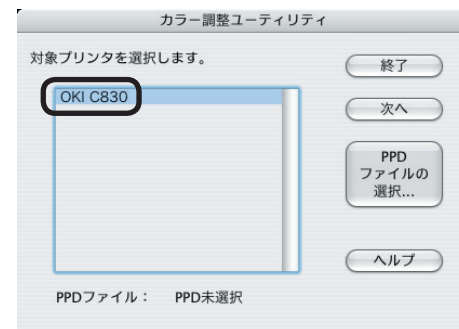 カラー調整ユーティリティ
対象プリンタを選択します。
OKI C830
終了
次へ
PPD
ファイルの
選択...
ヘルプ
PPDファイル： PPD未選択